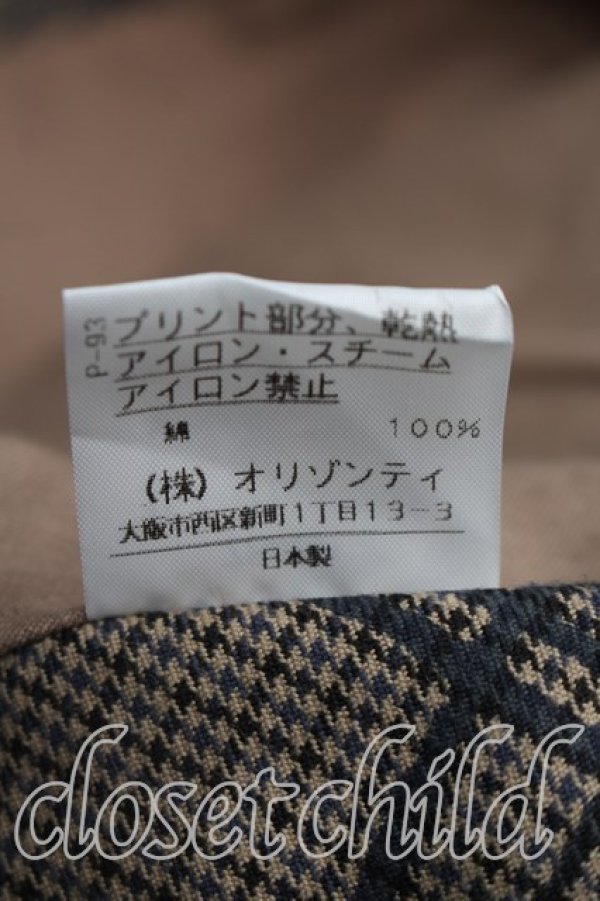 P-93
プリント部分、乾熱
アイロン・スチーム
アイロン禁止
綿 100%
(株) オリゾンティ
大阪市西区新町1丁目13-3
日本製
closet child